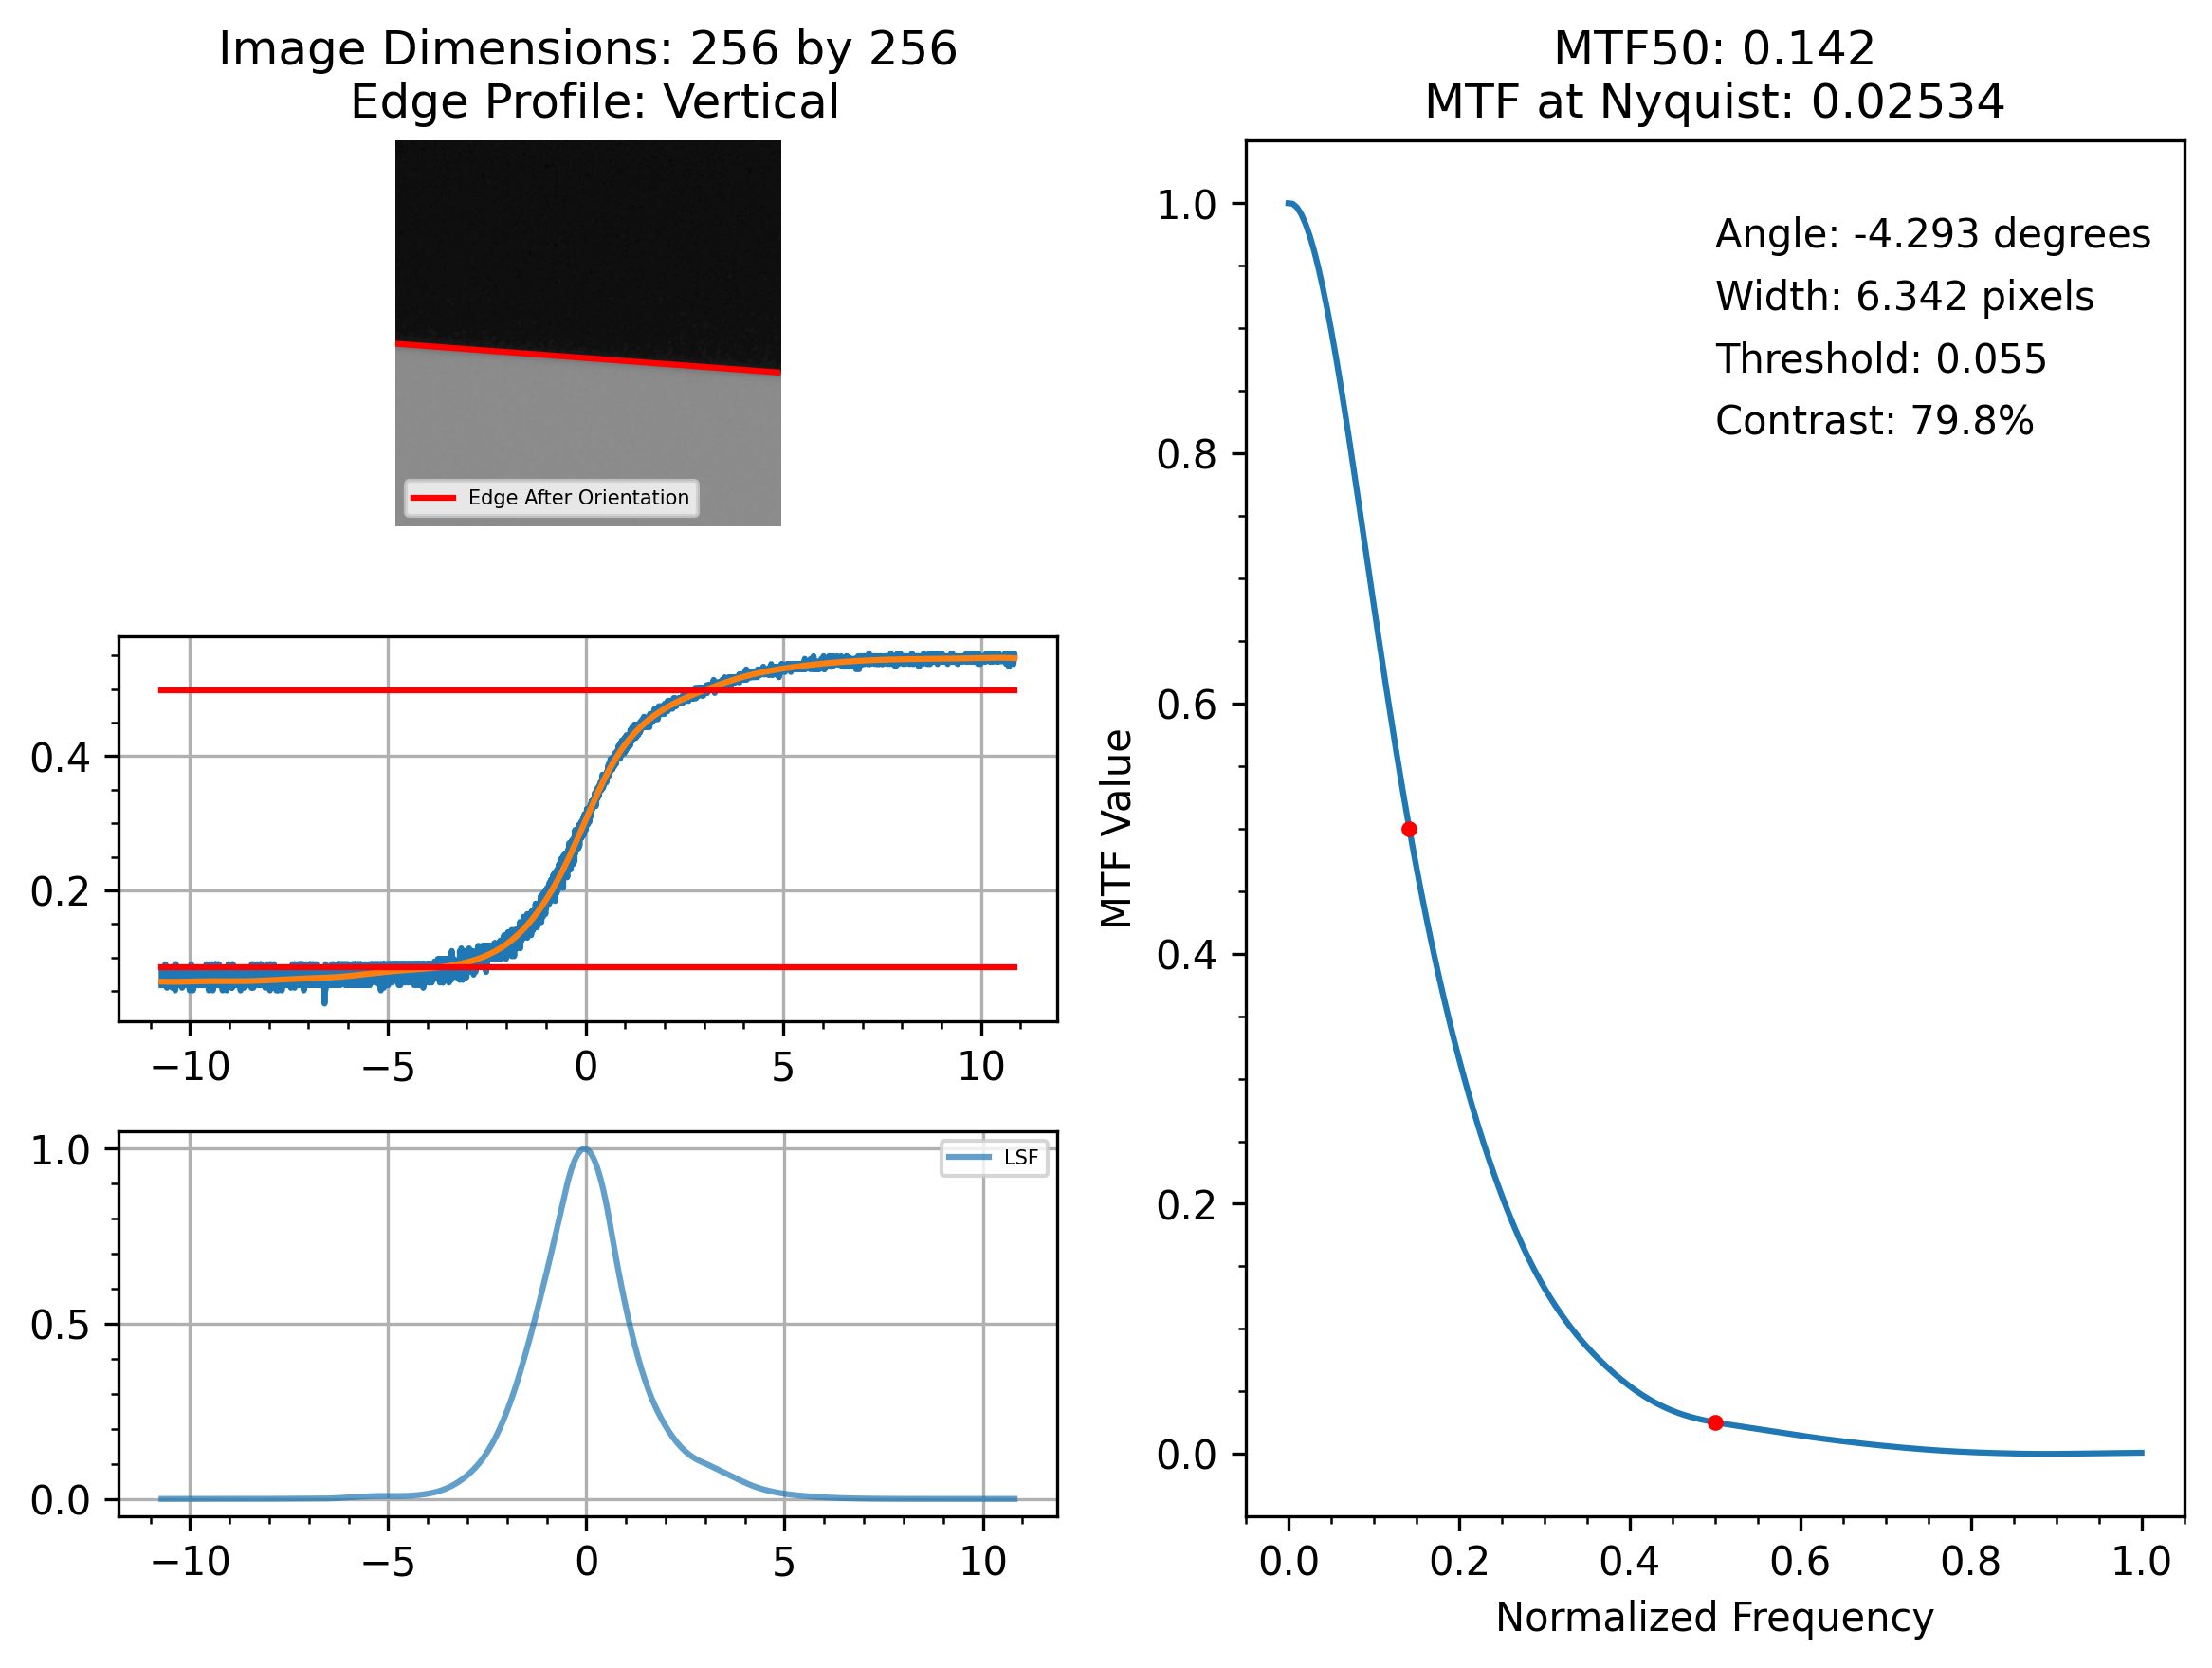 Image Dimensions: 256 by 256
Edge Profile: Vertical
Edge After Orientation
0.4
0.2
−10
−5
0
5
10
1.0
0.5
0.0
LSF
−10
−5
0
5
10
MTF50: 0.142
MTF at Nyquist: 0.02534
Angle: -4.293 degrees
Width: 6.342 pixels
Threshold: 0.055
Contrast: 79.8%
MTF Value
1.0
0.8
0.6
0.4
0.2
0.0
0.0
0.2
0.4
0.6
0.8
1.0
Normalized Frequency